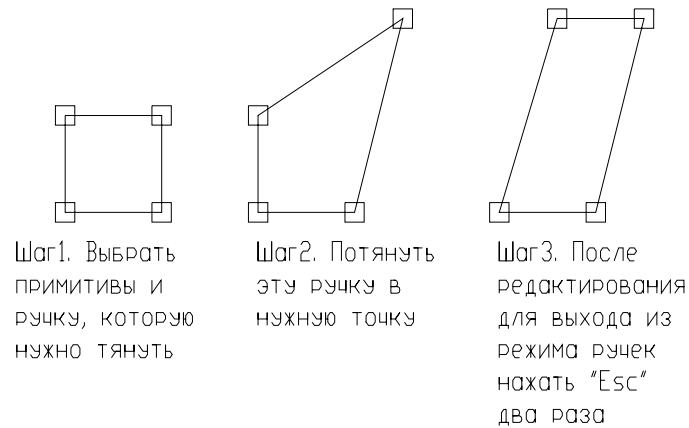 Шаг1. Выбрать
примитивы и
ручку, которую
нужно тянуть
Шаг2. Потянуть
эту ручку в
нужную точку
Шаг3. После
редактирования
для выхода из
режима ручек
нажать "Esc"
два раза